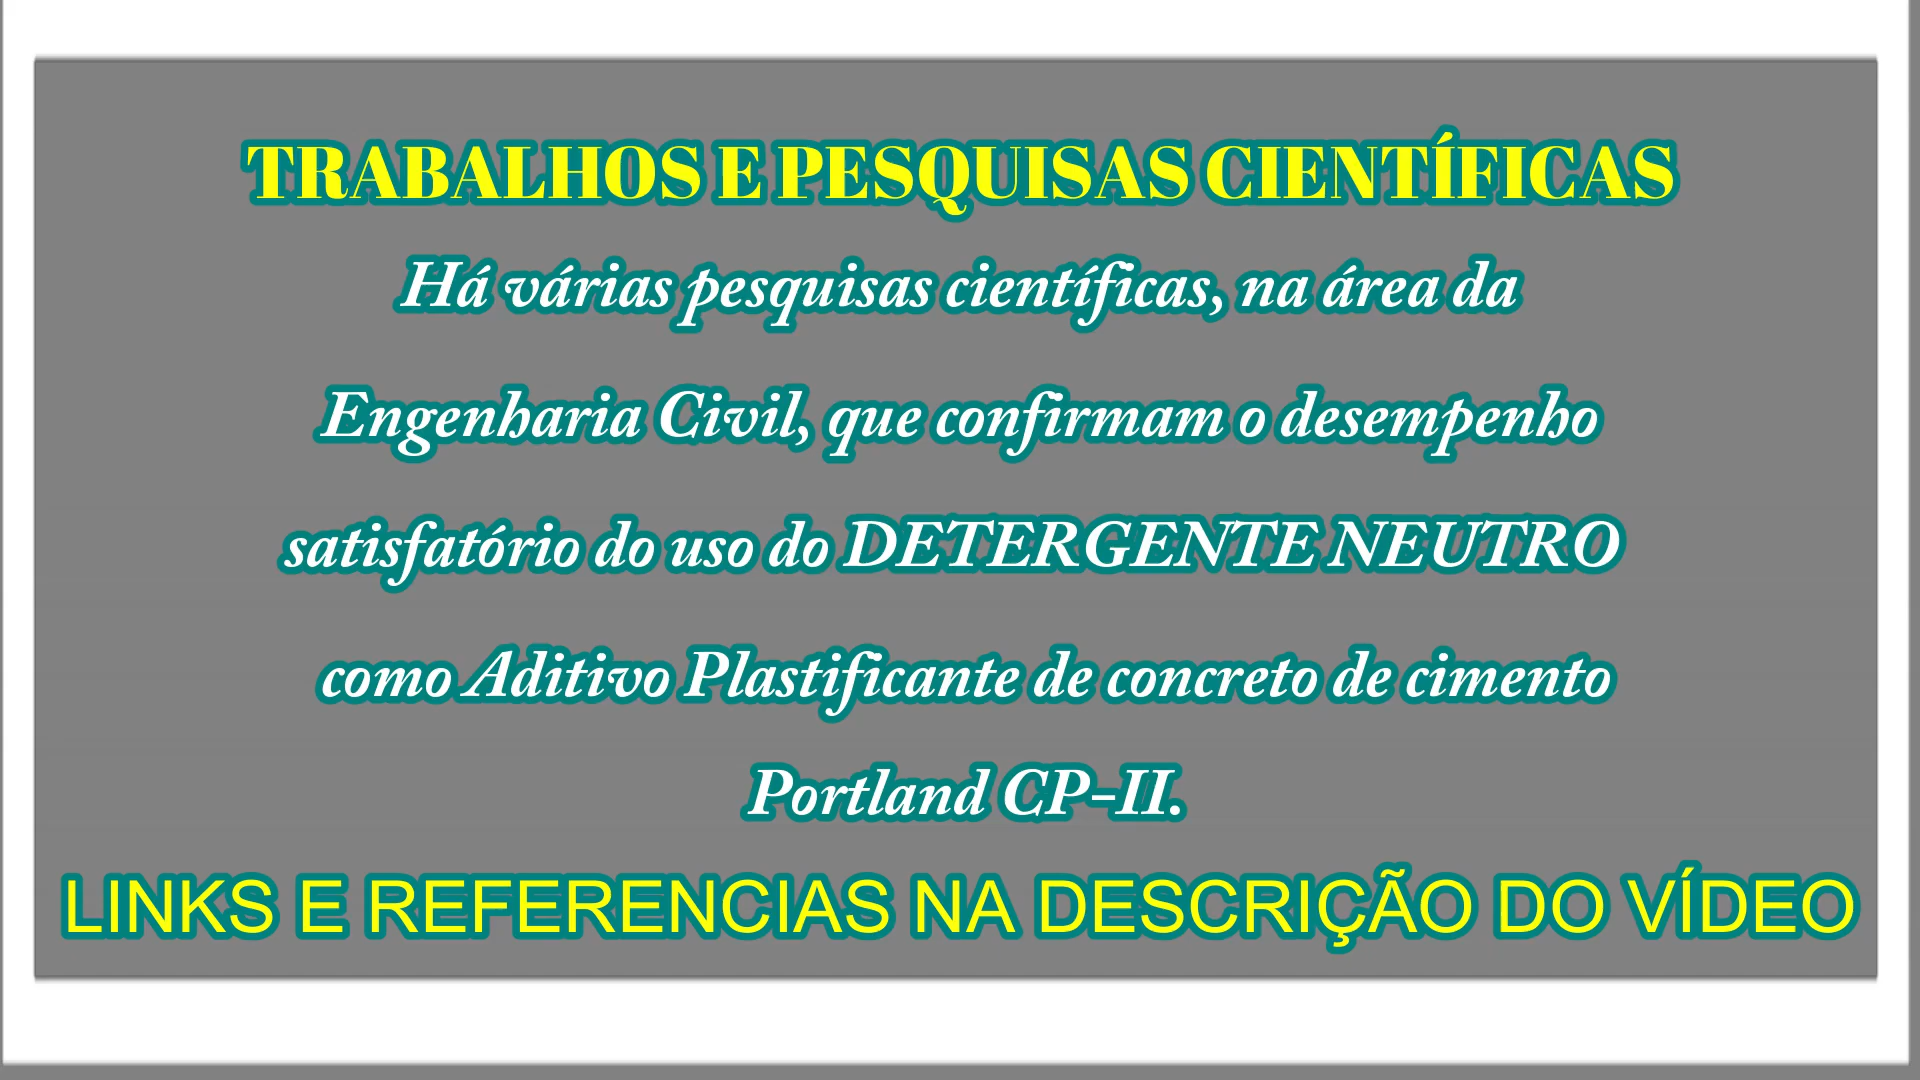 TRABALHOS E PESQUISAS CIENTÍFICAS
Há várias pesquisas científicas, na área da
Engenharia Civil, que confirmam o desempenho
satisfatório do uso do DETERGENTE NEUTRO
como Aditivo Plastificante de concreto de cimento
Portland CP-II.
LINKS E REFERENCIAS NA DESCRIÇÃO DO VÍDEO